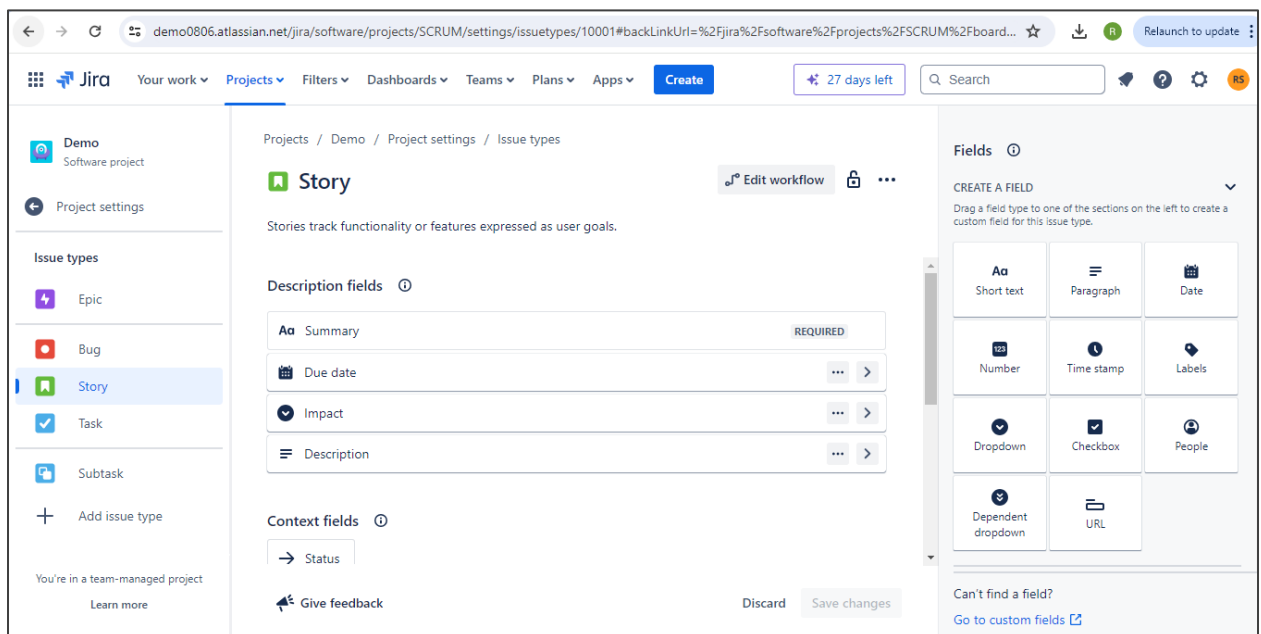 demo0806.atlassian.net/jira/software/projects/SCRUM/settings/issuetypes/10001#backLinkUrl=%2Fjira%2Fsoftware%2Fprojects%2FSCRUM%2Fboard...
R
Relaunch to update
Jira
Your work
Projects
Filters
Dashboards
Teams
Plans
Apps
Create
27 days left
Search
RS
Demo
Software project
Project settings
Issue types
Epic
Bug
Story
Task
Subtask
Add issue type
You're in a team-managed project
Learn more
Projects / Demo / Project settings / Issue types
Story
Edit workflow
Stories track functionality or features expressed as user goals.
Description fields
Aa Summary
REQUIRED
Due date
Impact
Description
Context fields
Status
Give feedback
Discard
Save changes
Fields
CREATE A FIELD
Drag a field type to one of the sections on the left to create a
custom field for this issue type.
Aa
Short text
Paragraph
Date
123
Number
Time stamp
Labels
Dropdown
Checkbox
People
Dependent
dropdown
URL
Can't find a field?
Go to custom fields